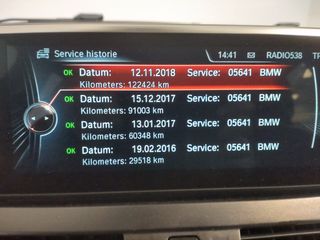 Service historie 14:41 RADIO538 TP
OK Datum: 12.11.2018 Service: 05641 BMW
Kilometers: 122424 km
OK Datum: 15.12.2017 Service: 05641 BMW
Kilometers: 91003 km
OK Datum: 13.01.2017 Service: 05641 BMW
Kilometers: 60348 km
OK Datum: 19.02.2016 Service: 05641 BMW
Kilometers: 29518 km